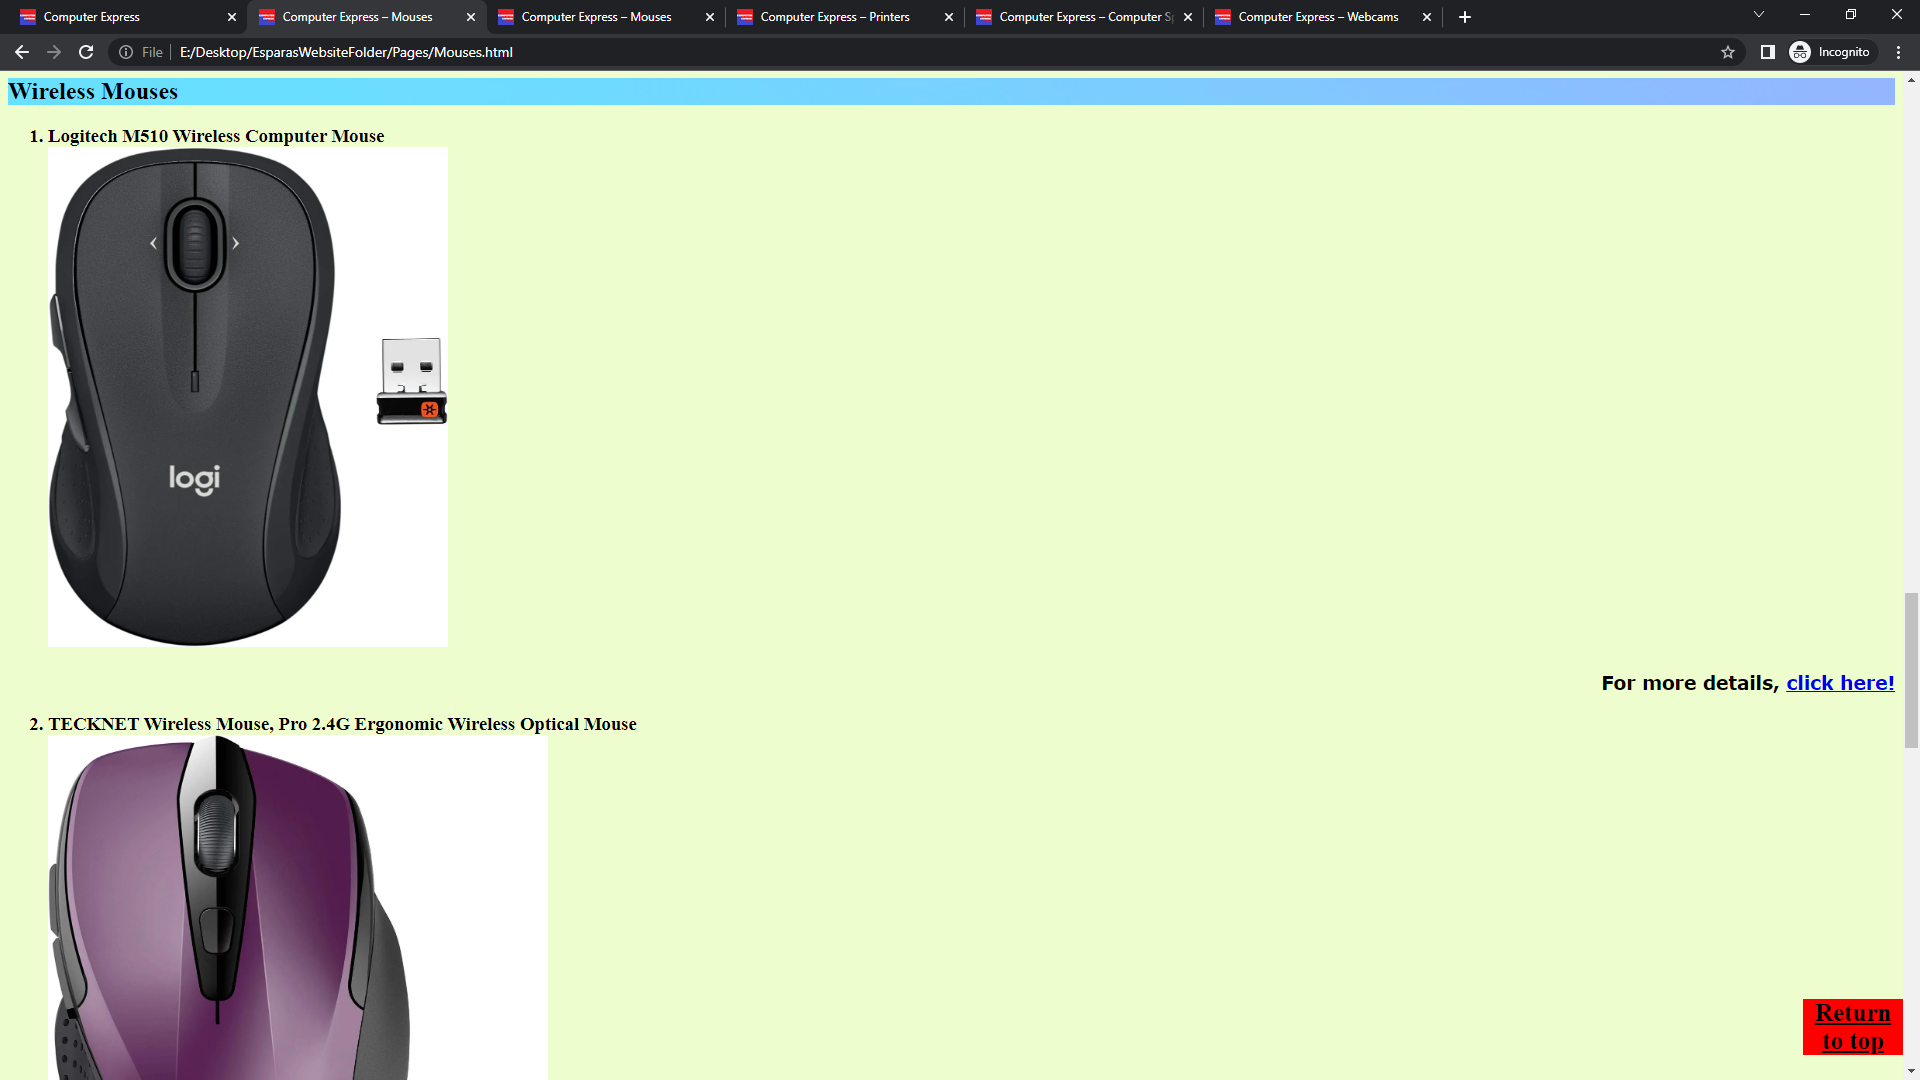 Computer Express
Computer Express – Mouses
Computer Express – Mouses
Computer Express – Printers
Computer Express – Computer
Computer Express – Webcams
File
E:/Desktop/EsparasWebsiteFolder/Pages/Mouses.html
Incognito
Wireless Mouses
1. Logitech M510 Wireless Computer Mouse
logi
For more details, click here!
2. TECKNET Wireless Mouse, Pro 2.4G Ergonomic Wireless Optical Mouse
Return
to top